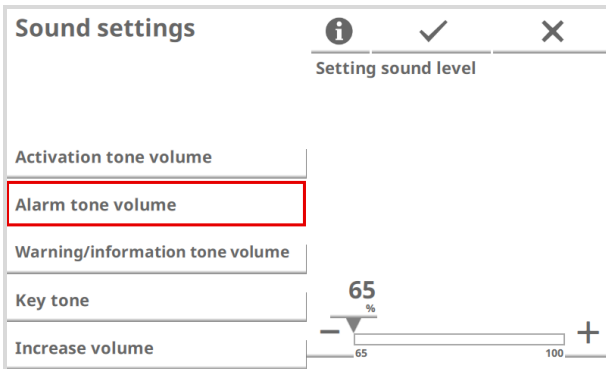 Sound settings
Setting sound level
Activation tone volume
Alarm tone volume
Warning/information tone volume
Key tone
Increase volume
65
%
65
100